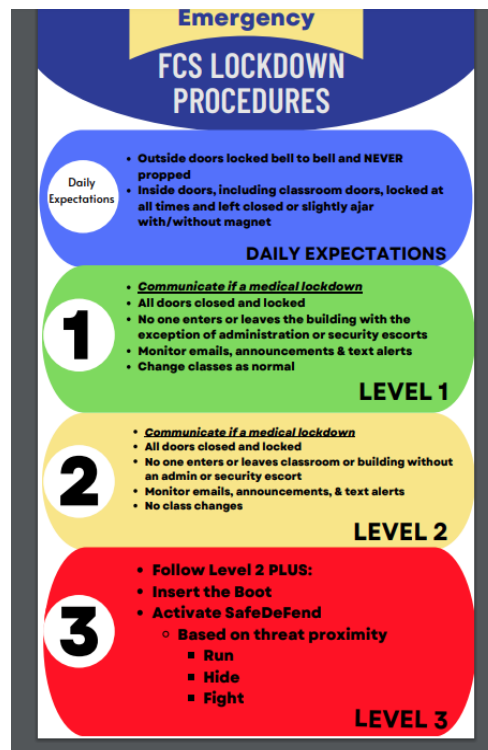 Emergency
FCS LOCKDOWN
PROCEDURES
Daily
Expectations
• Outside doors locked bell to bell and NEVER
propped
• Inside doors, including classroom doors, locked at
all times and left closed or slightly ajar
with/without magnet
DAILY EXPECTATIONS
1
• Communicate if a medical lockdown
• All doors closed and locked
• No one enters or leaves the building with the
exception of administration or security escorts
• Monitor emails, announcements & text alerts
• Change classes as normal
LEVEL 1
2
• Communicate if a medical lockdown
• All doors closed and locked
• No one enters or leaves classroom or building without
an admin or security escort
• Monitor emails, announcements, & text alerts
• No class changes
LEVEL 2
3
• Follow Level 2 PLUS:
• Insert the Boot
• Activate SafeDeFend
○ Based on threat proximity
■ Run
■ Hide
■ Fight
LEVEL 3